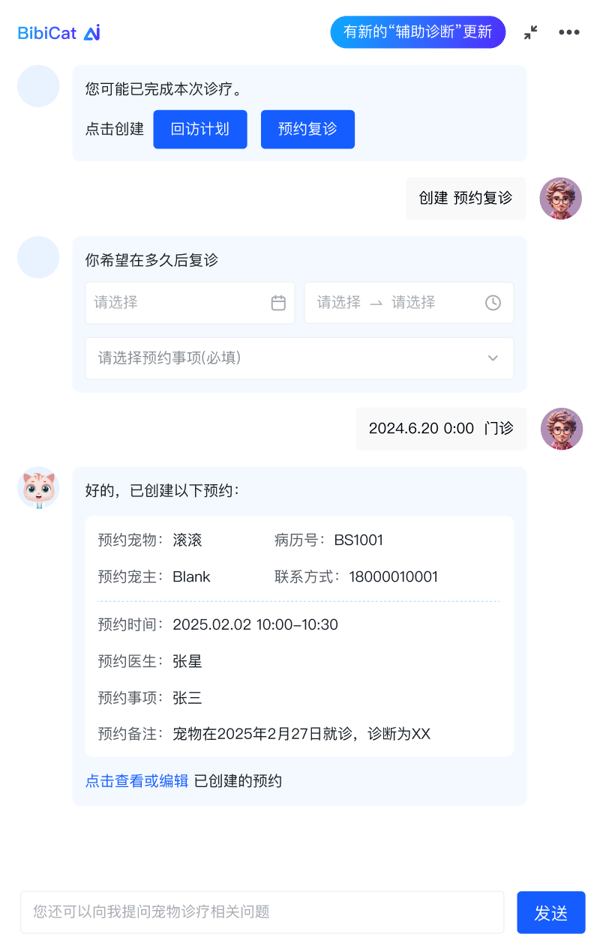 BibiCat Ai
有新的“辅助诊断”更新
您可能已完成本次诊疗。
点击创建 回访计划 预约复诊
创建 预约复诊
你希望在多久后复诊
请选择 请选择 → 请选择
请选择预约事项(必填)
2024.6.20 0:00 门诊
好的，已创建以下预约：
预约宠物：滚滚 病历号：BS1001
预约宠主：Blank 联系方式：18000010001
预约时间：2025.02.02 10:00-10:30
预约医生：张星
预约事项：张三
预约备注：宠物在2025年2月27日就诊，诊断为XX
点击查看或编辑 已创建的预约
您还可以向我提问宠物诊疗相关问题
发送